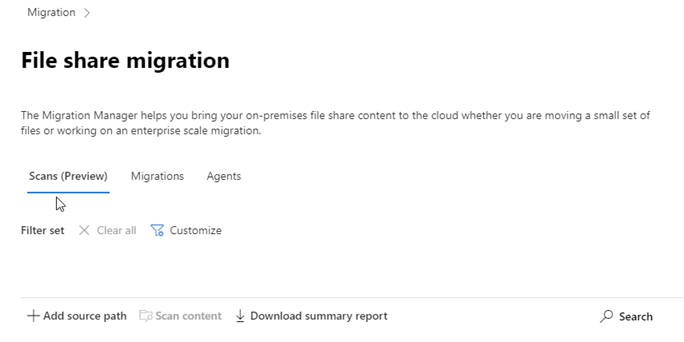 Migration
File share migration
The Migration Manager helps you bring your on-premises file share content to the cloud whether you are moving a small set of
files or working on an enterprise scale migration.
Scans (Preview) Migrations Agents
Filter set Clear all Customize
Add source path Scan content Download summary report Search